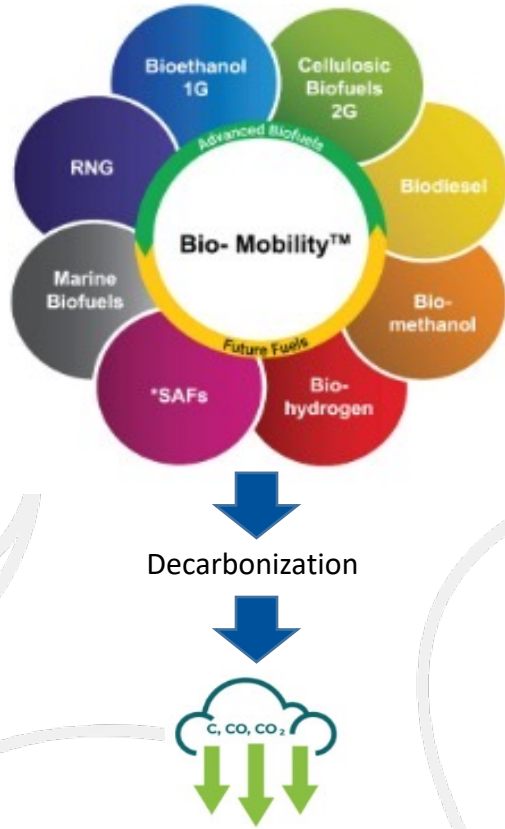 Bioethanol
1G
Cellulosic
Biofuels
2G
RNG
Advanced Biofuels
Biodiesel
Bio- Mobility™
Marine
Biofuels
Bio-
methanol
Future Fuels
*SAFs
Bio-
hydrogen
Decarbonization
C, CO, CO₂